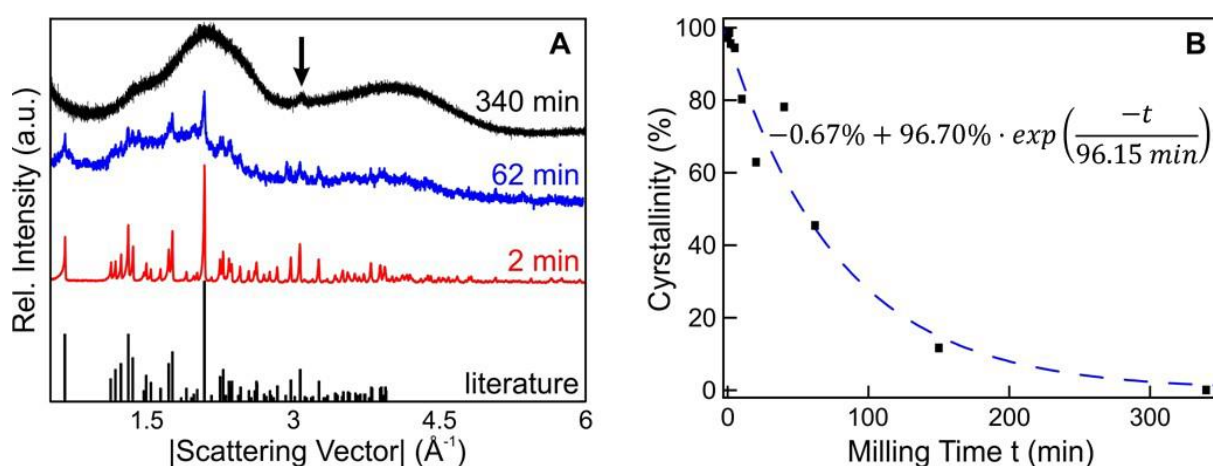 A
340 min
62 min
2 min
literature
Rel. Intensity (a.u.)
1.5 3 4.5 6
|Scattering Vector| (Å⁻¹)
B
100
80
60
40
20
0
−0.67% + 96.70% · exp(−t / 96.15 min)
Cyrstallinity (%)
0 100 200 300
Milling Time t (min)